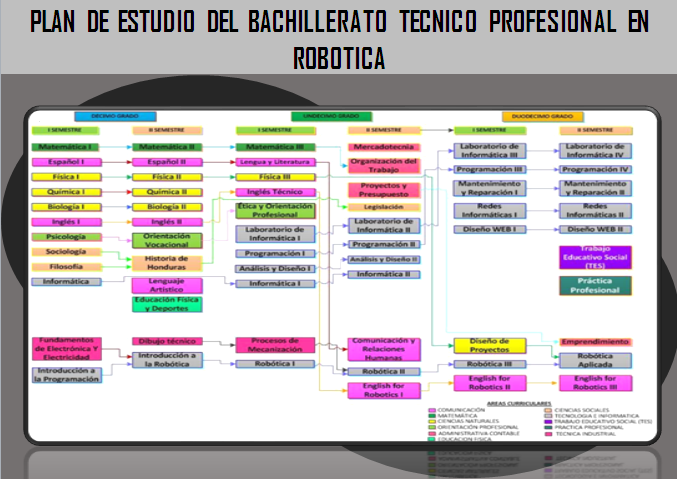 PLAN DE ESTUDIO DEL BACHILLERATO TECNICO PROFESIONAL EN
ROBOTICA
DECIMO GRADO
UNDECIMO GRADO
DUODECIMO GRADO
I SEMESTRE
II SEMESTRE
I SEMESTRE
II SEMESTRE
I SEMESTRE
II SEMESTRE
Matemática I
Español I
Física I
Química I
Biología I
Inglés I
Psicología
Sociología
Filosofía
Informática
Fundamentos
de Electrónica Y
Electricidad
Introducción a
la Programación
Matemática II
Español II
Física II
Química II
Biología II
Inglés II
Orientación
Vocacional
Historia de
Honduras
Lenguaje
Artístico
Educación Física
y Deportes
Dibujo técnico
Introducción a
la Robótica
Matemática III
Lengua y Literatura
Física III
Inglés Técnico
Ética y Orientación
Profesional
Laboratorio de
Informática I
Programación I
Análisis y Diseño I
Informática I
Procesos de
Mecanización
Robótica I
Mercadotecnia
Organización del
Trabajo
Proyectos y
Presupuesto
Legislación
Laboratorio de
Informática II
Programación II
Análisis y Diseño II
Informática II
Comunicación y
Relaciones
Humanas
Robótica II
English for
Robotics I
Laboratorio de
Informática III
Programación III
Mantenimiento
y Reparación I
Redes
Informáticas I
Diseño WEB I
Diseño de
Proyectos
Robótica III
English for
Robotics II
Laboratorio de
Informática IV
Programación IV
Mantenimiento
y Reparación II
Redes
Informáticas II
Diseño WEB II
Trabajo
Educativo Social
(TES)
Práctica
Profesional
Emprendimiento
Robótica
Aplicada
English for
Robotics III
AREAS CURRICULARES
COMUNICACIÓN
MATEMÁTICA
CIENCIAS NATURALES
ORIENTACIÓN PROFESIONAL
ADMINISTRATIVA CONTABLE
EDUCACION FISICA
CIENCIAS SOCIALES
TECNOLOGIA E INFORMATICA
TRABAJO EDUCATIVO SOCIAL (TES)
PRACTICA PROFESIONAL
TECNICA INDUSTRIAL